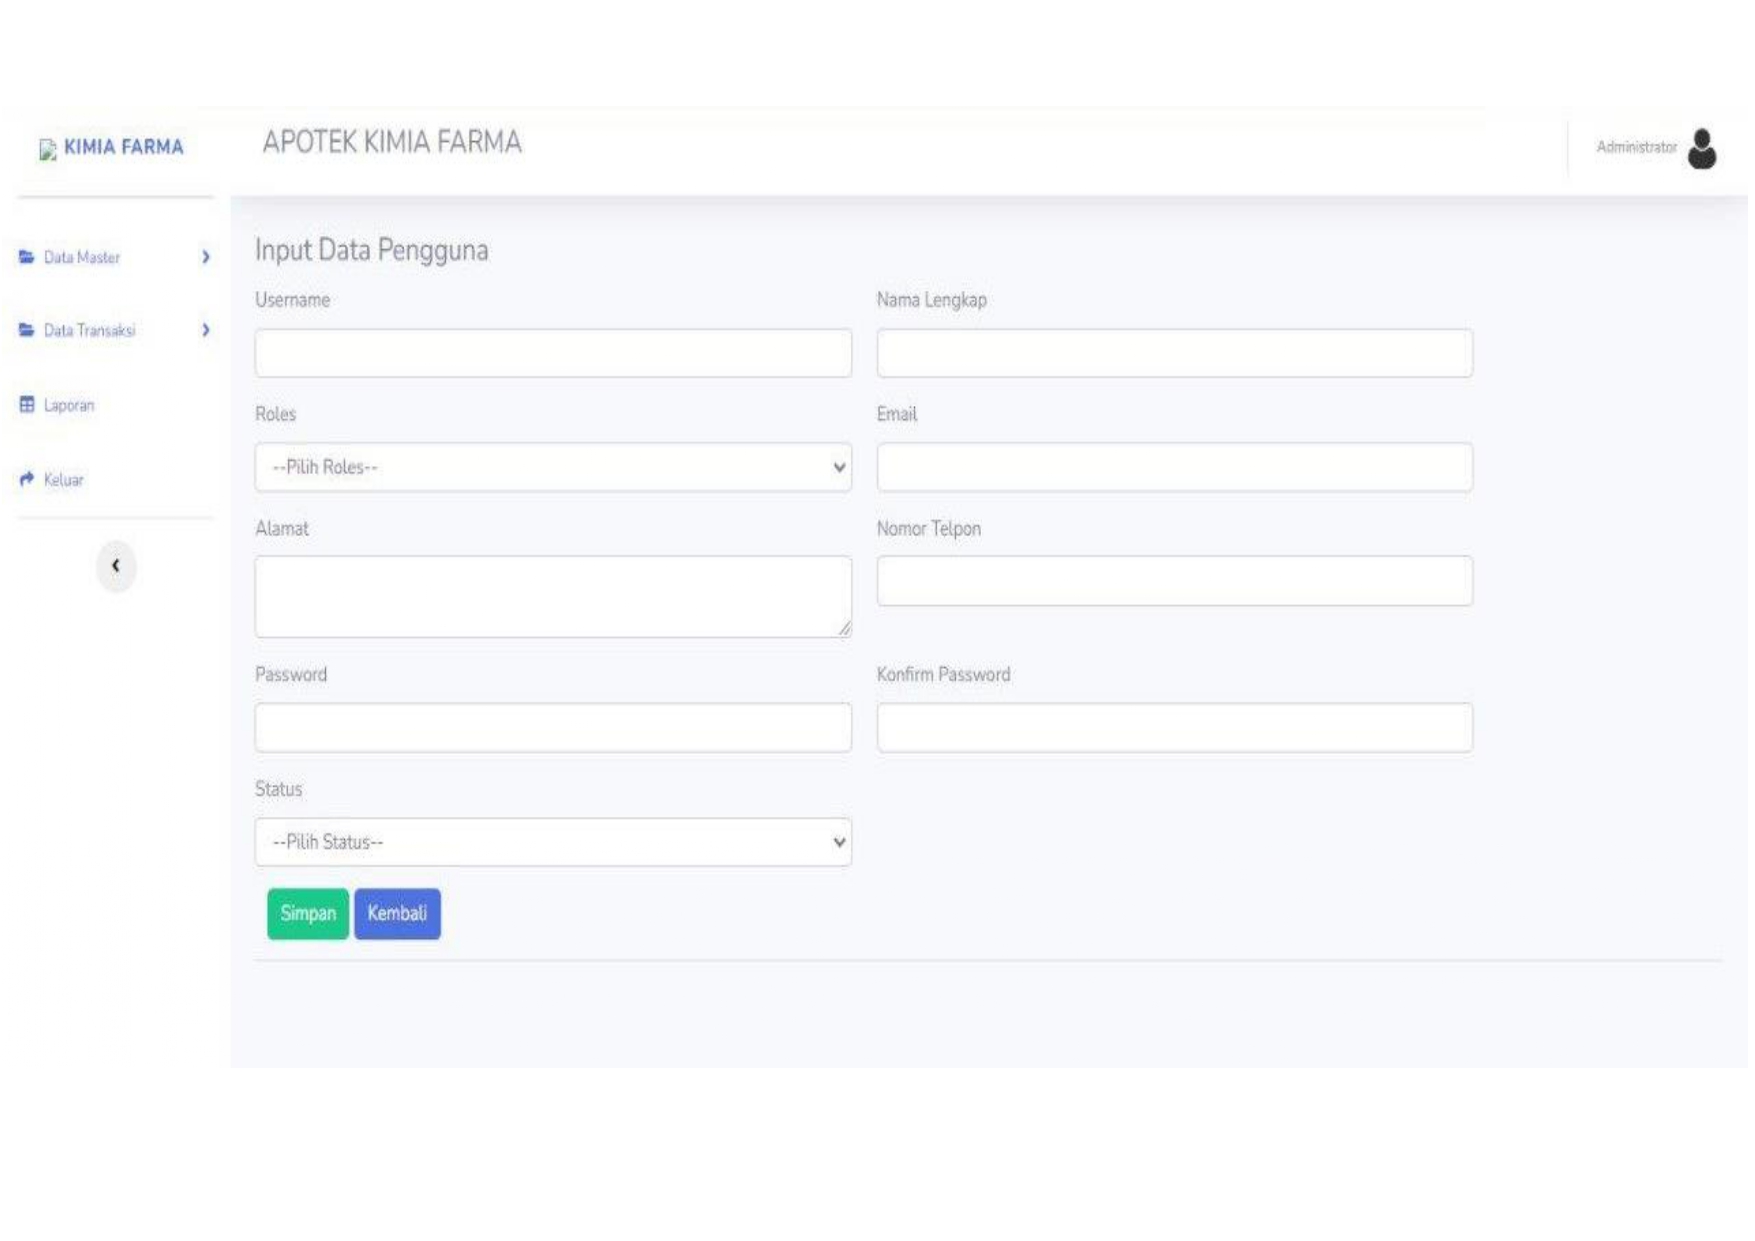 KIMIA FARMA
APOTEK KIMIA FARMA
Administrator
Data Master
Data Transaksi
Laporan
Keluar
Input Data Pengguna
Username
Nama Lengkap
Roles
Email
--Pilih Roles--
Alamat
Nomor Telpon
Password
Konfirm Password
Status
--Pilih Status--
Simpan
Kembali